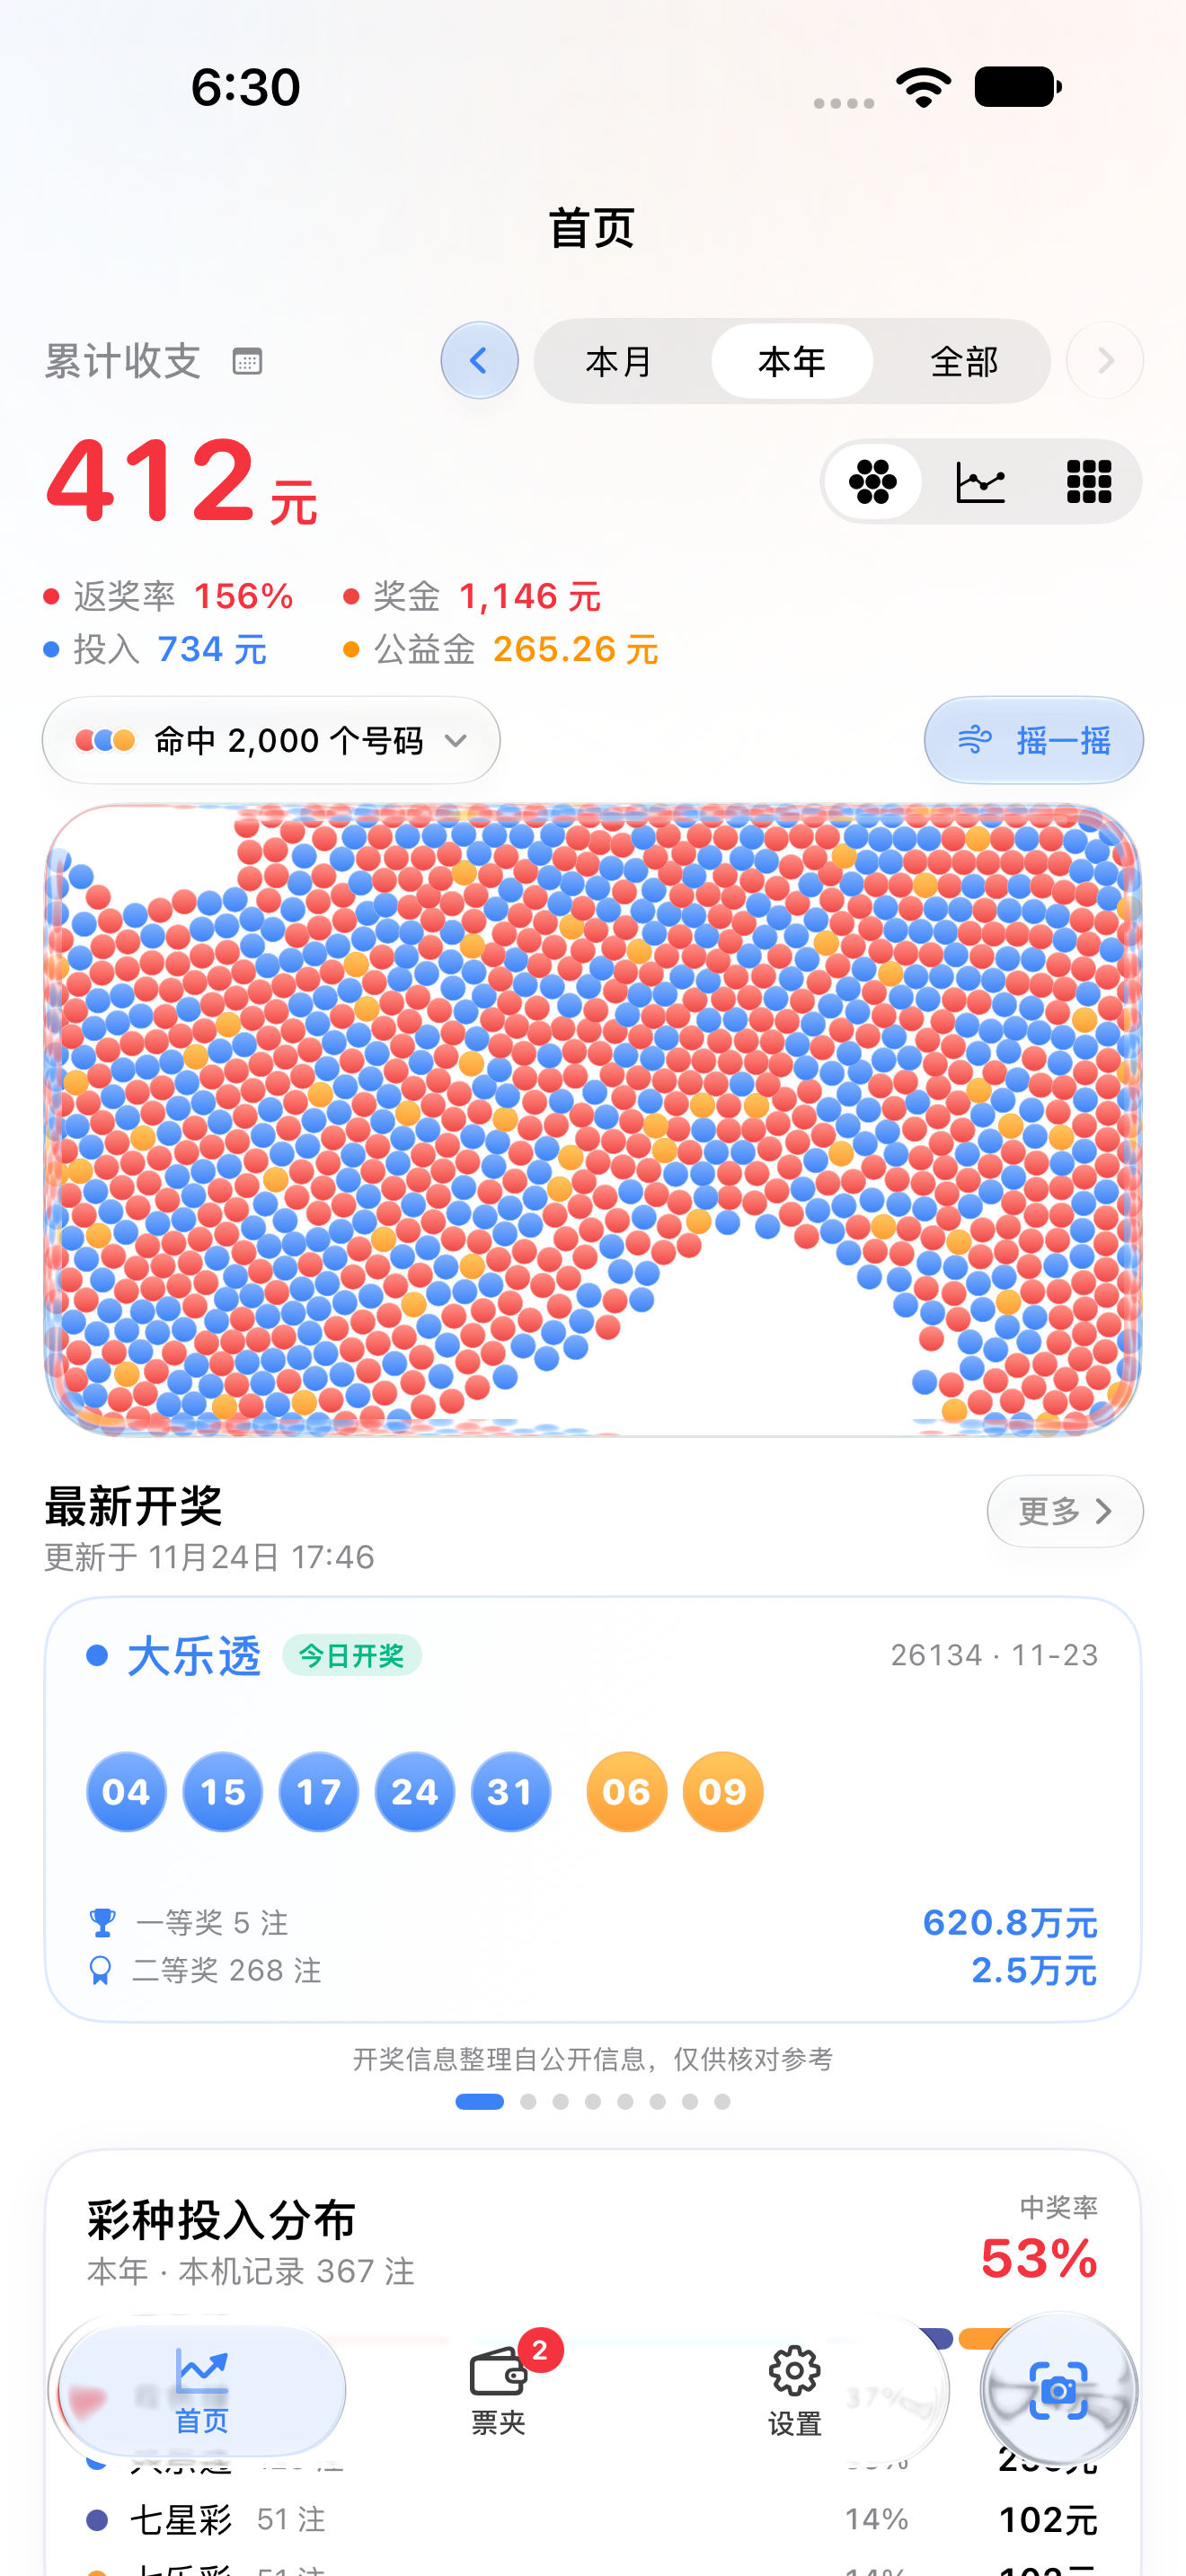 6:30
首页
累计收支
本月 本年 全部
412 元
返奖率 156% 奖金 1,146 元
投入 734 元 公益金 265.26 元
命中 2,000 个号码 摇一摇
最新开奖 更多
更新于 11月24日 17:46
大乐透 今日开奖 26134 · 11-23
04 15 17 24 31 06 09
一等奖 5 注 620.8万元
二等奖 268 注 2.5万元
开奖信息整理自公开信息，仅供核对参考
彩种投入分布 中奖率
本年 · 本机记录 367 注 53%
2
37%
首页 票夹 设置
七星彩 51 注 14% 102元